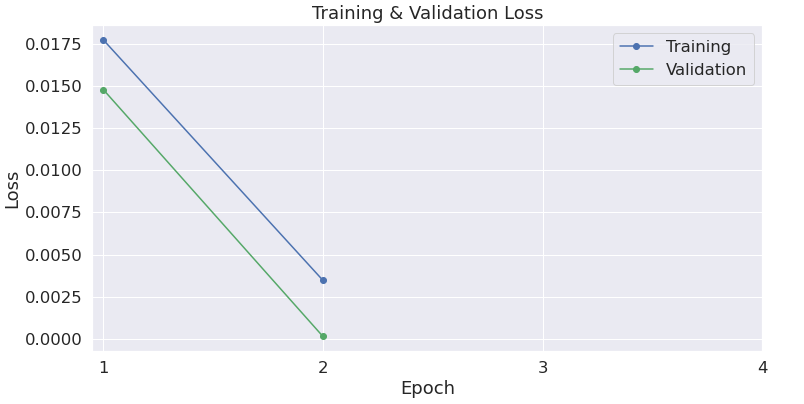 Training & Validation Loss
0.0175
0.0150
0.0125
0.0100
0.0075
0.0050
0.0025
0.0000
Loss
Training
Validation
1 2 3 4
Epoch